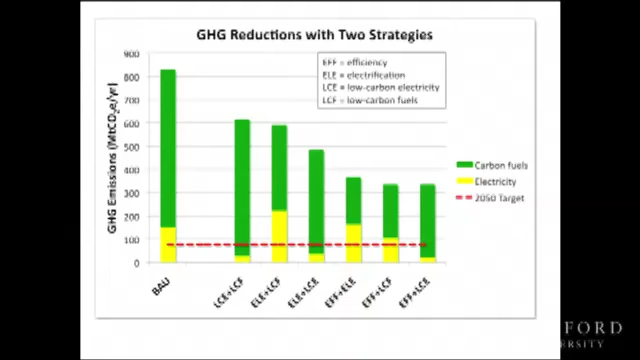 GHG Reductions with Two Strategies
EFF = efficiency
ELE = electrification
LCE = low-carbon electricity
LCF = low-carbon fuels
GHG Emissions (MtCO2e/yr)
900
800
700
600
500
400
300
200
100
0
BAU
LCE+LCF
ELE+LCF
ELE+LCE
EFF+ELE
EFF+LCF
EFF+LCE
Carbon fuels
Electricity
2050 Target
FORD
ERSITY